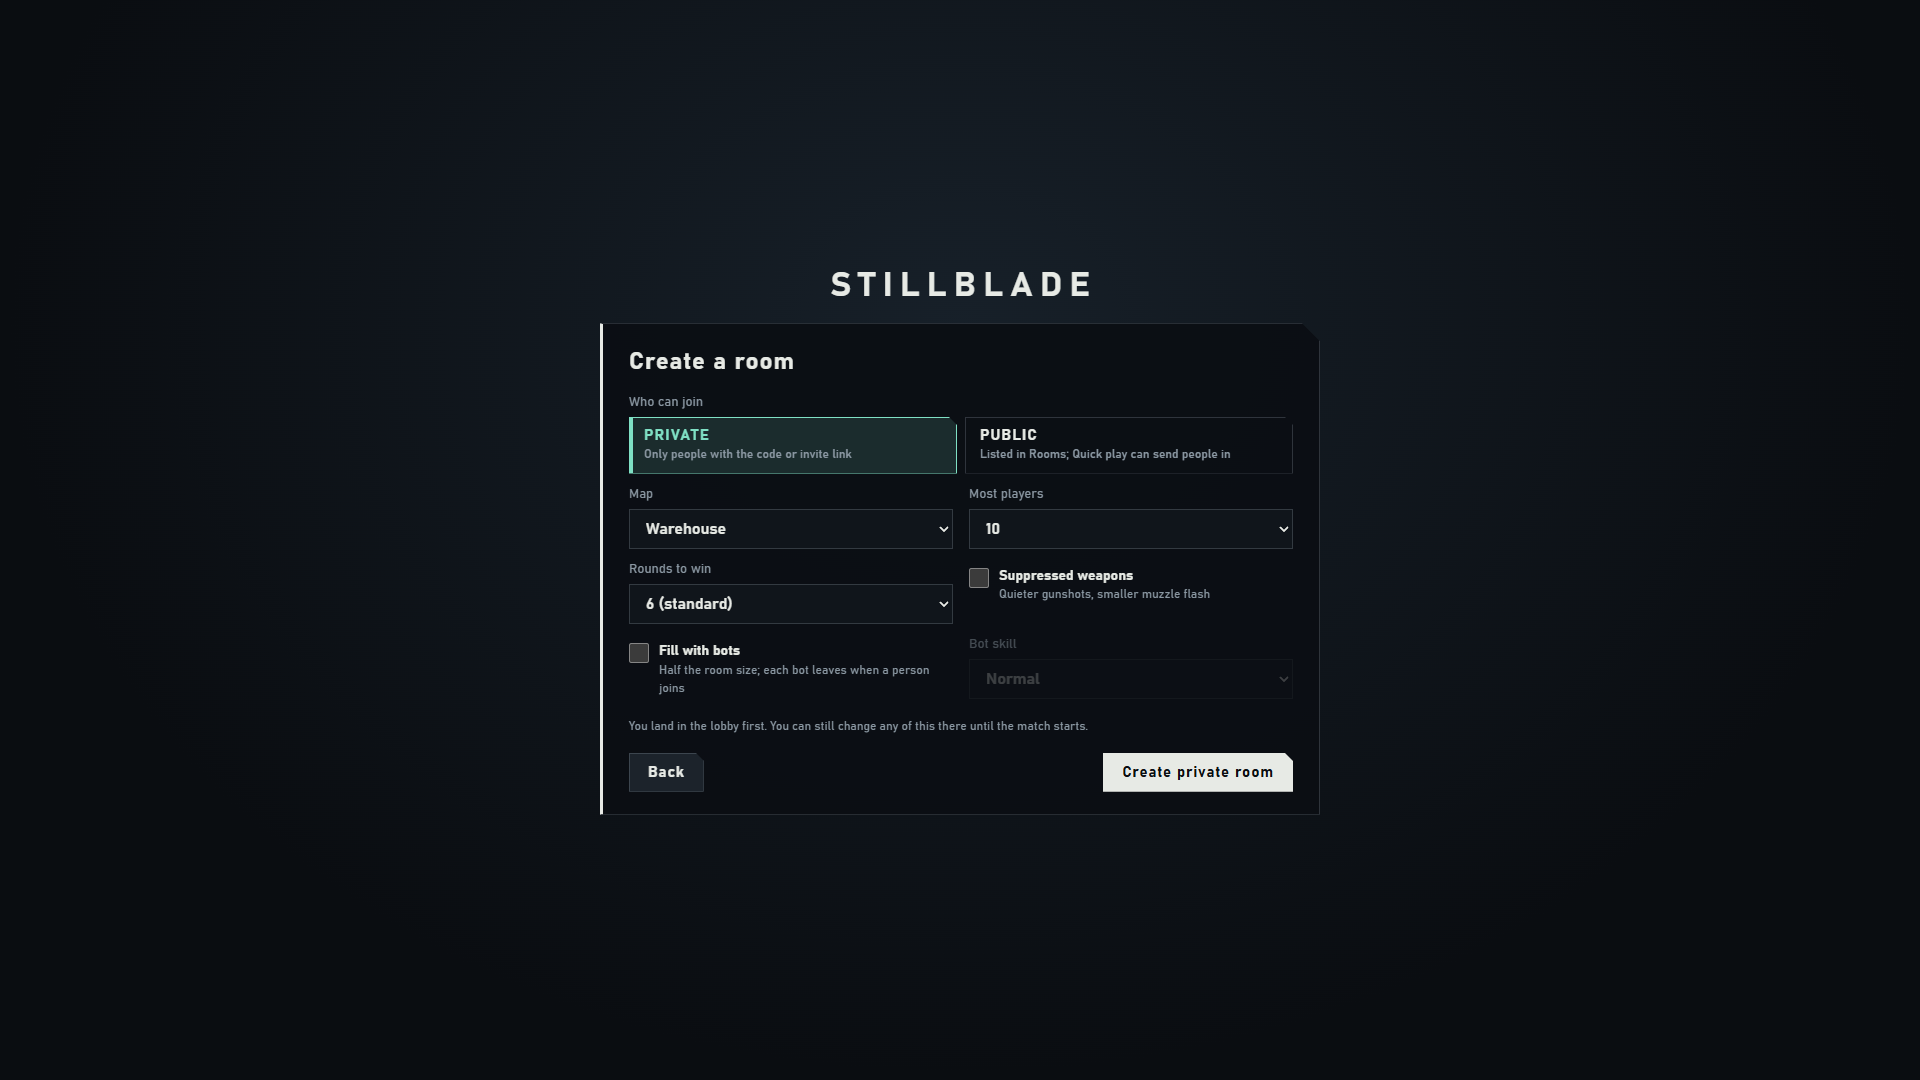 STILLBLADE
Create a room
Who can join
PRIVATE
Only people with the code or invite link
PUBLIC
Listed in Rooms; Quick play can send people in
Map
Warehouse
Most players
10
Rounds to win
6 (standard)
Suppressed weapons
Quieter gunshots, smaller muzzle flash
Fill with bots
Half the room size; each bot leaves when a person
joins
Bot skill
Normal
You land in the lobby first. You can still change any of this there until the match starts.
Back
Create private room